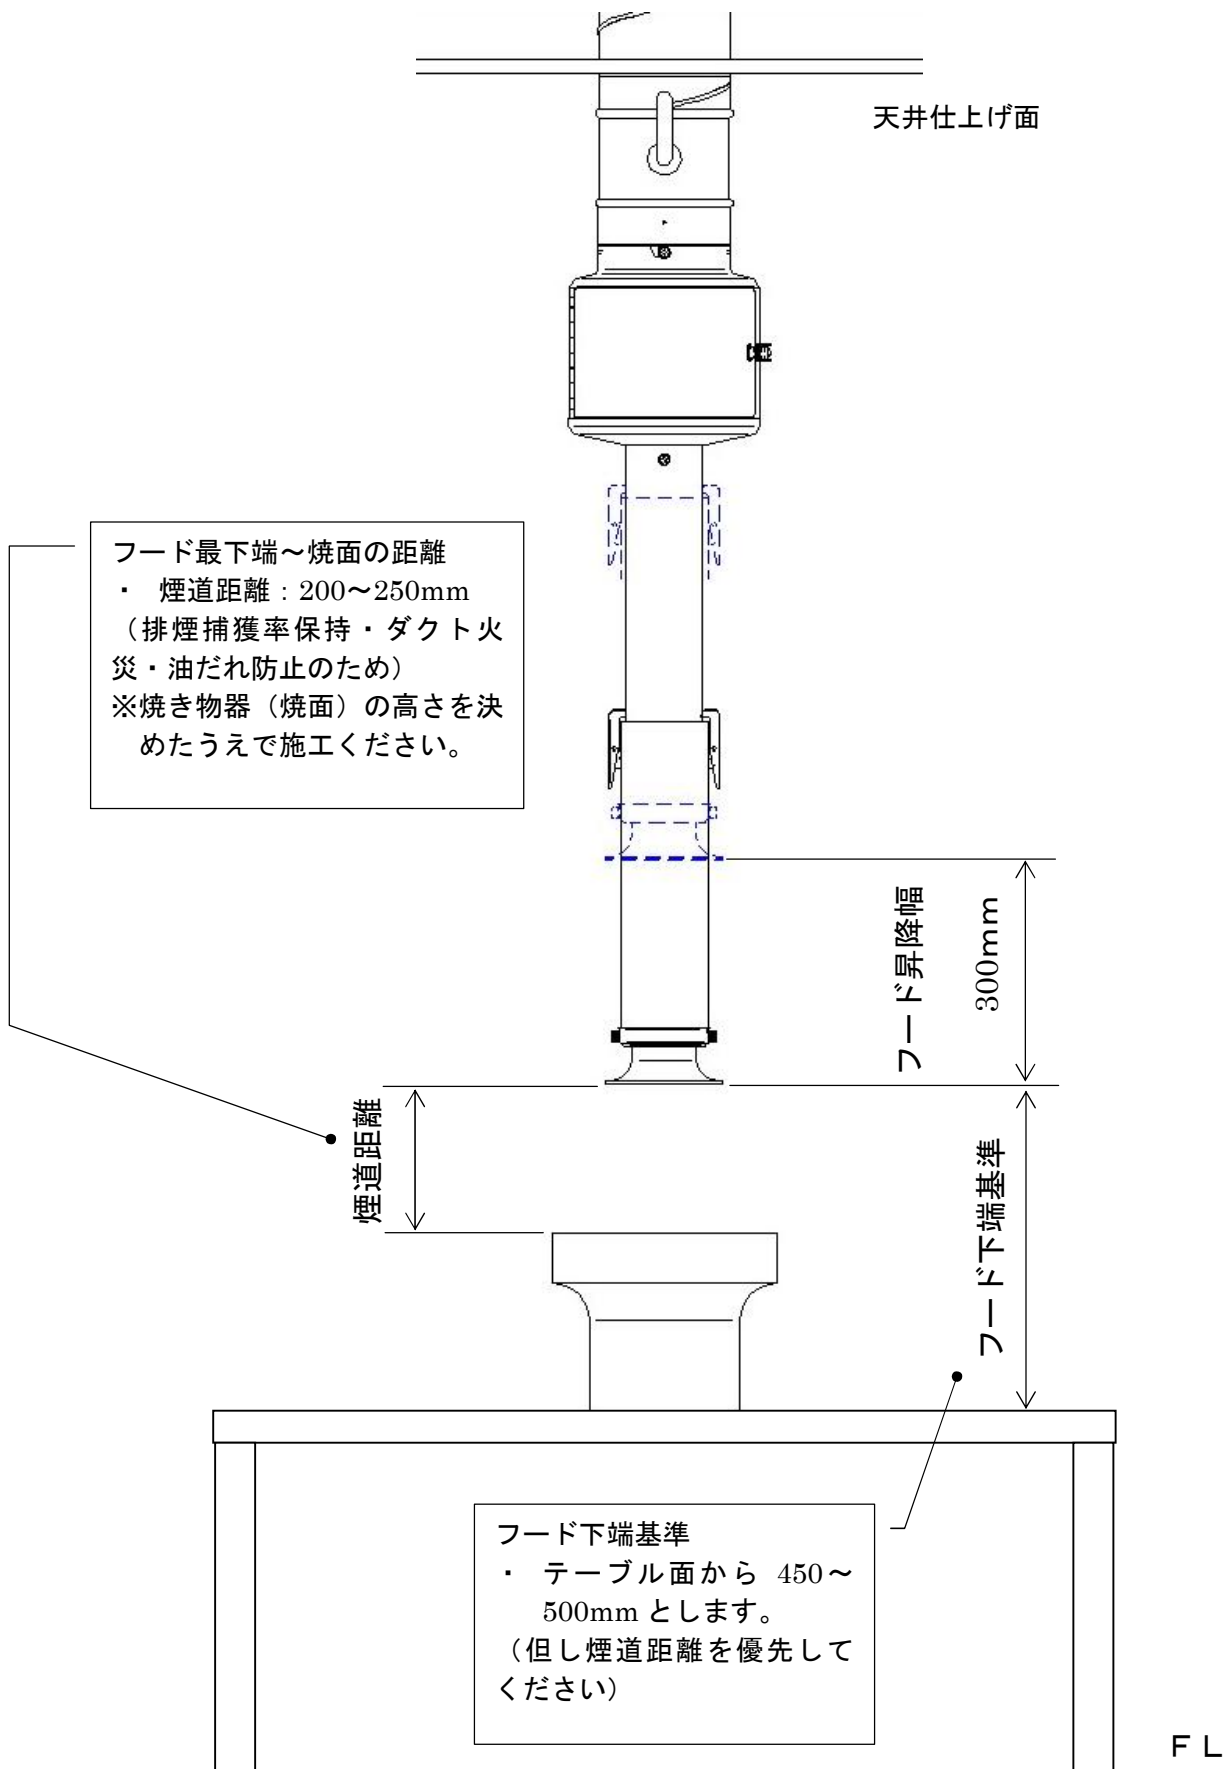 天井仕上げ面
フード最下端～焼面の距離
・ 煙道距離：200～250mm
（排煙捕獲率保持・ダクト火
災・油だれ防止のため）
※焼き物器（焼面）の高さを決
めたうえで施工ください。
フード昇降幅
300mm
煙道距離
フード下端基準
フード下端基準
・ テーブル面から 450～
500mm とします。
（但し煙道距離を優先して
ください）
ＦＬ